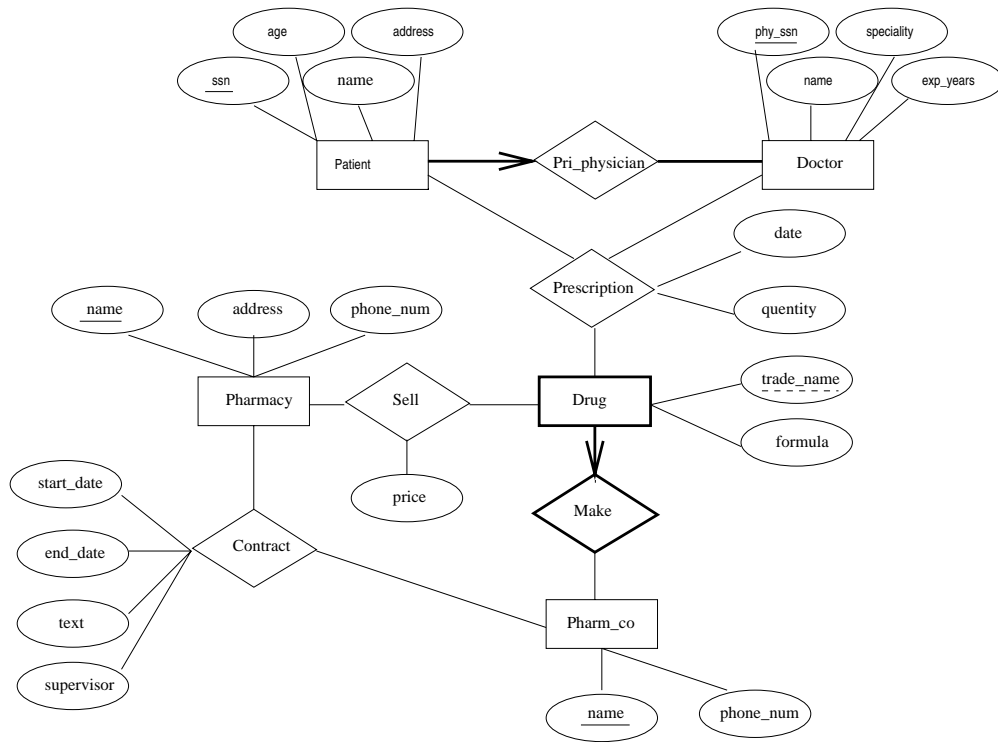 age
address
phy_ssn
speciality
ssn
name
name
exp_years
Patient
Pri_physician
Doctor
date
Prescription
name
address
phone_num
quentity
trade_name
Pharmacy
Sell
Drug
formula
start_date
price
Make
Contract
end_date
text
Pharm_co
supervisor
name
phone_num